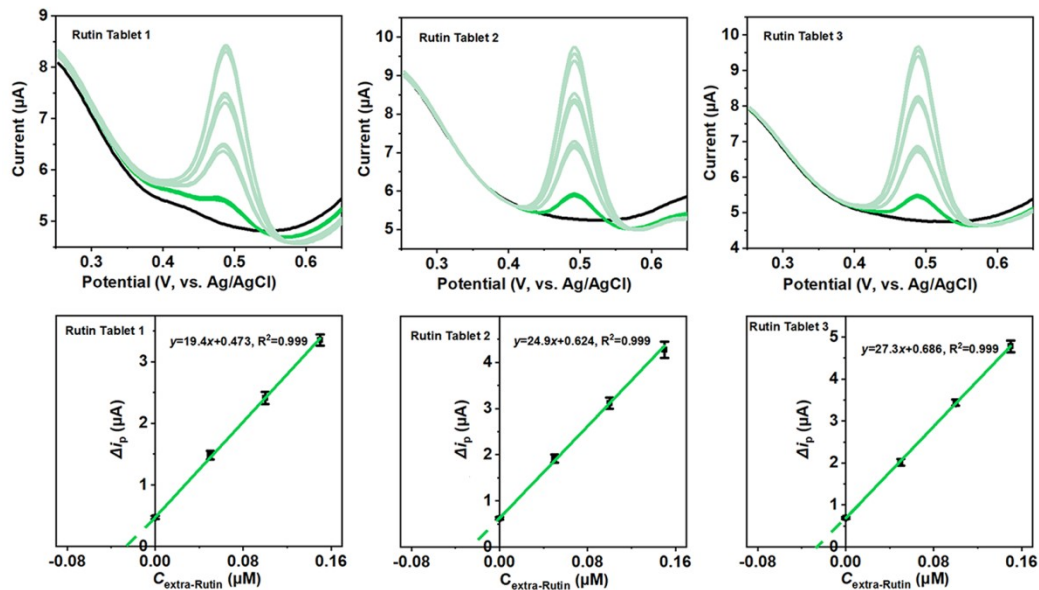 Rutin Tablet 1
Current (μA)
9
8
7
6
5
0.3 0.4 0.5 0.6
Potential (V, vs. Ag/AgCl)
Rutin Tablet 2
Current (μA)
10
9
8
7
6
5
0.3 0.4 0.5 0.6
Potential (V, vs. Ag/AgCl)
Rutin Tablet 3
Current (μA)
10
9
8
7
6
5
4
0.3 0.4 0.5 0.6
Potential (V, vs. Ag/AgCl)
Rutin Tablet 1
y=19.4x+0.473, R²=0.999
Δip (μA)
3
2
1
0
-0.08 0.00 0.08 0.16
Cextra-Rutin (μM)
Rutin Tablet 2
y=24.9x+0.624, R²=0.999
Δip (μA)
4
3
2
1
0
-0.08 0.00 0.08 0.16
Cextra-Rutin (μM)
Rutin Tablet 3
y=27.3x+0.686, R²=0.999
Δip (μA)
5
4
3
2
1
0
-0.08 0.00 0.08 0.16
Cextra-Rutin (μM)